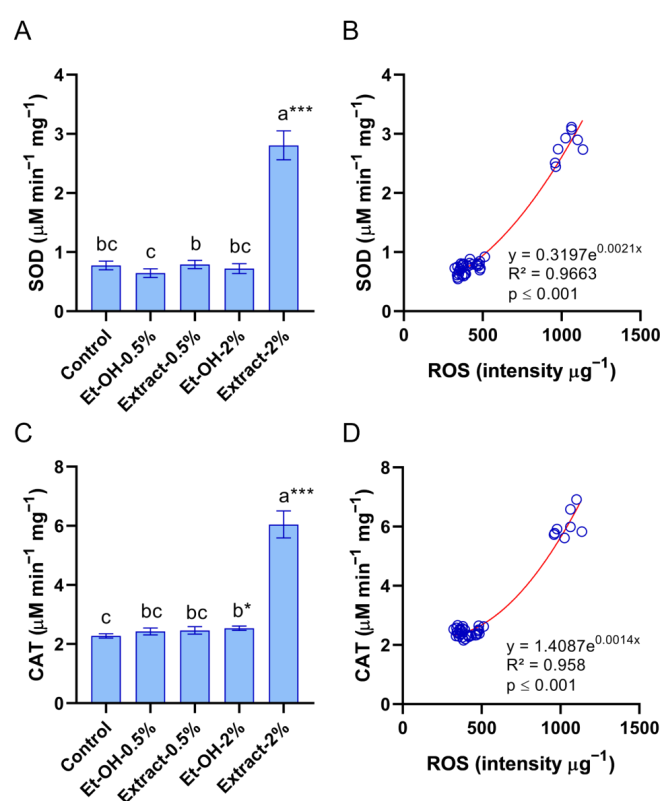 A
SOD (μM min⁻¹ mg⁻¹)
4
3
2
1
0
bc
c
b
bc
a***
Control
Et-OH-0.5%
Extract-0.5%
Et-OH-2%
Extract-2%
B
SOD (μM min⁻¹ mg⁻¹)
4
3
2
1
0
y = 0.3197e^0.0021x
R² = 0.9663
p ≤ 0.001
0
500
1000
1500
ROS (intensity μg⁻¹)
C
CAT (μM min⁻¹ mg⁻¹)
8
6
4
2
0
c
bc
bc
b*
a***
Control
Et-OH-0.5%
Extract-0.5%
Et-OH-2%
Extract-2%
D
CAT (μM min⁻¹ mg⁻¹)
8
6
4
2
0
y = 1.4087e^0.0014x
R² = 0.958
p ≤ 0.001
0
500
1000
1500
ROS (intensity μg⁻¹)